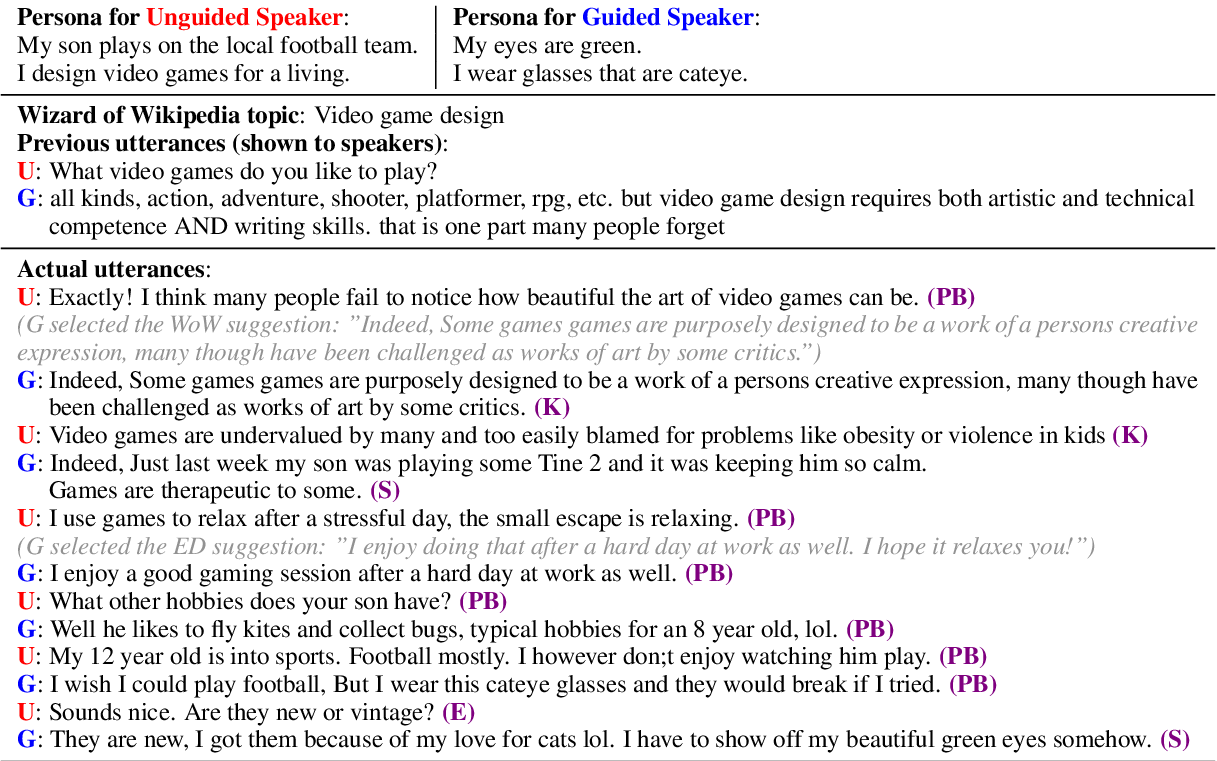 Persona for Unguided Speaker:
My son plays on the local football team.
I design video games for a living.
Persona for Guided Speaker:
My eyes are green.
I wear glasses that are cateye.
Wizard of Wikipedia topic: Video game design
Previous utterances (shown to speakers):
U: What video games do you like to play?
G: all kinds, action, adventure, shooter, platformer, rpg, etc. but video game design requires both artistic and technical
competence AND writing skills. that is one part many people forget
Actual utterances:
U: Exactly! I think many people fail to notice how beautiful the art of video games can be. (PB)
(G selected the WoW suggestion: ”Indeed, Some games games are purposely designed to be a work of a persons creative
expression, many though have been challenged as works of art by some critics.”)
G: Indeed, Some games games are purposely designed to be a work of a persons creative expression, many though have
been challenged as works of art by some critics. (K)
U: Video games are undervalued by many and too easily blamed for problems like obesity or violence in kids (K)
G: Indeed, Just last week my son was playing some Tine 2 and it was keeping him so calm.
Games are therapeutic to some. (S)
U: I use games to relax after a stressful day, the small escape is relaxing. (PB)
(G selected the ED suggestion: ”I enjoy doing that after a hard day at work as well. I hope it relaxes you!”)
G: I enjoy a good gaming session after a hard day at work as well. (PB)
U: What other hobbies does your son have? (PB)
G: Well he likes to fly kites and collect bugs, typical hobbies for an 8 year old, lol. (PB)
U: My 12 year old is into sports. Football mostly. I however don;t enjoy watching him play. (PB)
G: I wish I could play football, But I wear this cateye glasses and they would break if I tried. (PB)
U: Sounds nice. Are they new or vintage? (E)
G: They are new, I got them because of my love for cats lol. I have to show off my beautiful green eyes somehow. (S)